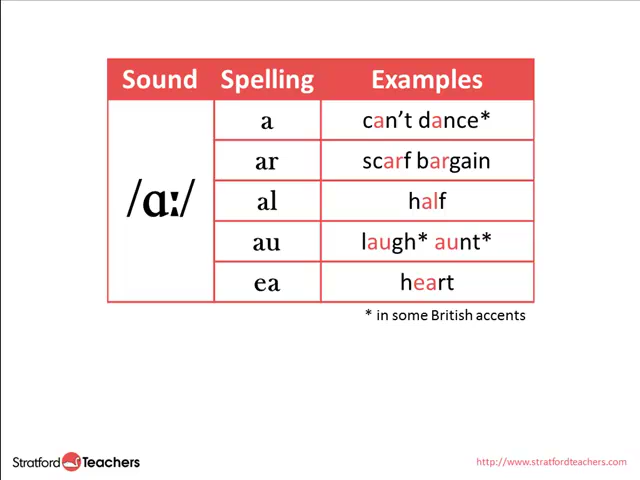 Sound Spelling Examples
a can't dance*
ar scarf bargain
/ɑː/ al half
au laugh* aunt*
ea heart
* in some British accents
Stratford Teachers http://www.stratfordteachers.com